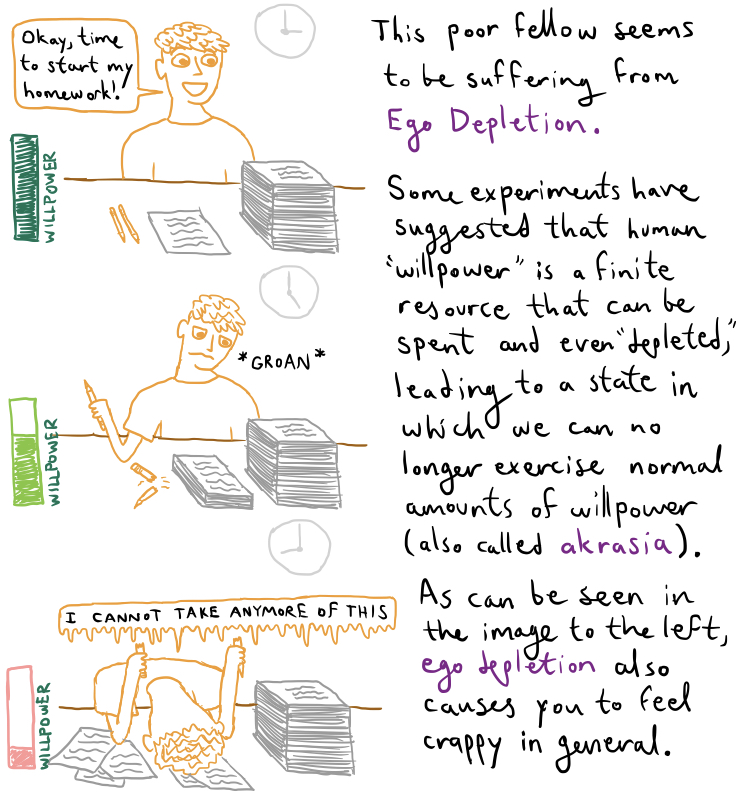 Okay, time
to start my
homework!
WILLPOWER
This poor fellow seems
to be suffering from
Ego Depletion.
Some experiments have
suggested that human
"willpower" is a finite
resource that can be
spent and even "depleted,"
leading to a state in
which we can no
longer exercise normal
amounts of willpower
(also called akrasia).
*GROAN*
WILLPOWER
I CANNOT TAKE ANYMORE OF THIS
WILLPOWER
As can be seen in
the image to the left,
ego depletion also
causes you to feel
crappy in general.